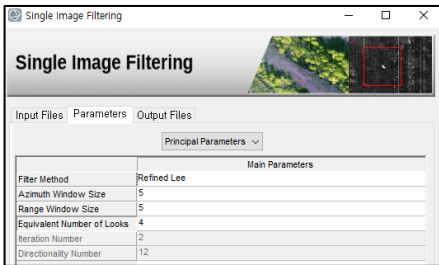 Single Image Filtering
Single Image Filtering
Input Files Parameters Output Files
Principal Parameters
Main Parameters
Filter Method Refined Lee
Azimuth Window Size 5
Range Window Size 5
Equivalent Number of Looks 4
Iteration Number 2
Directionality Number 12